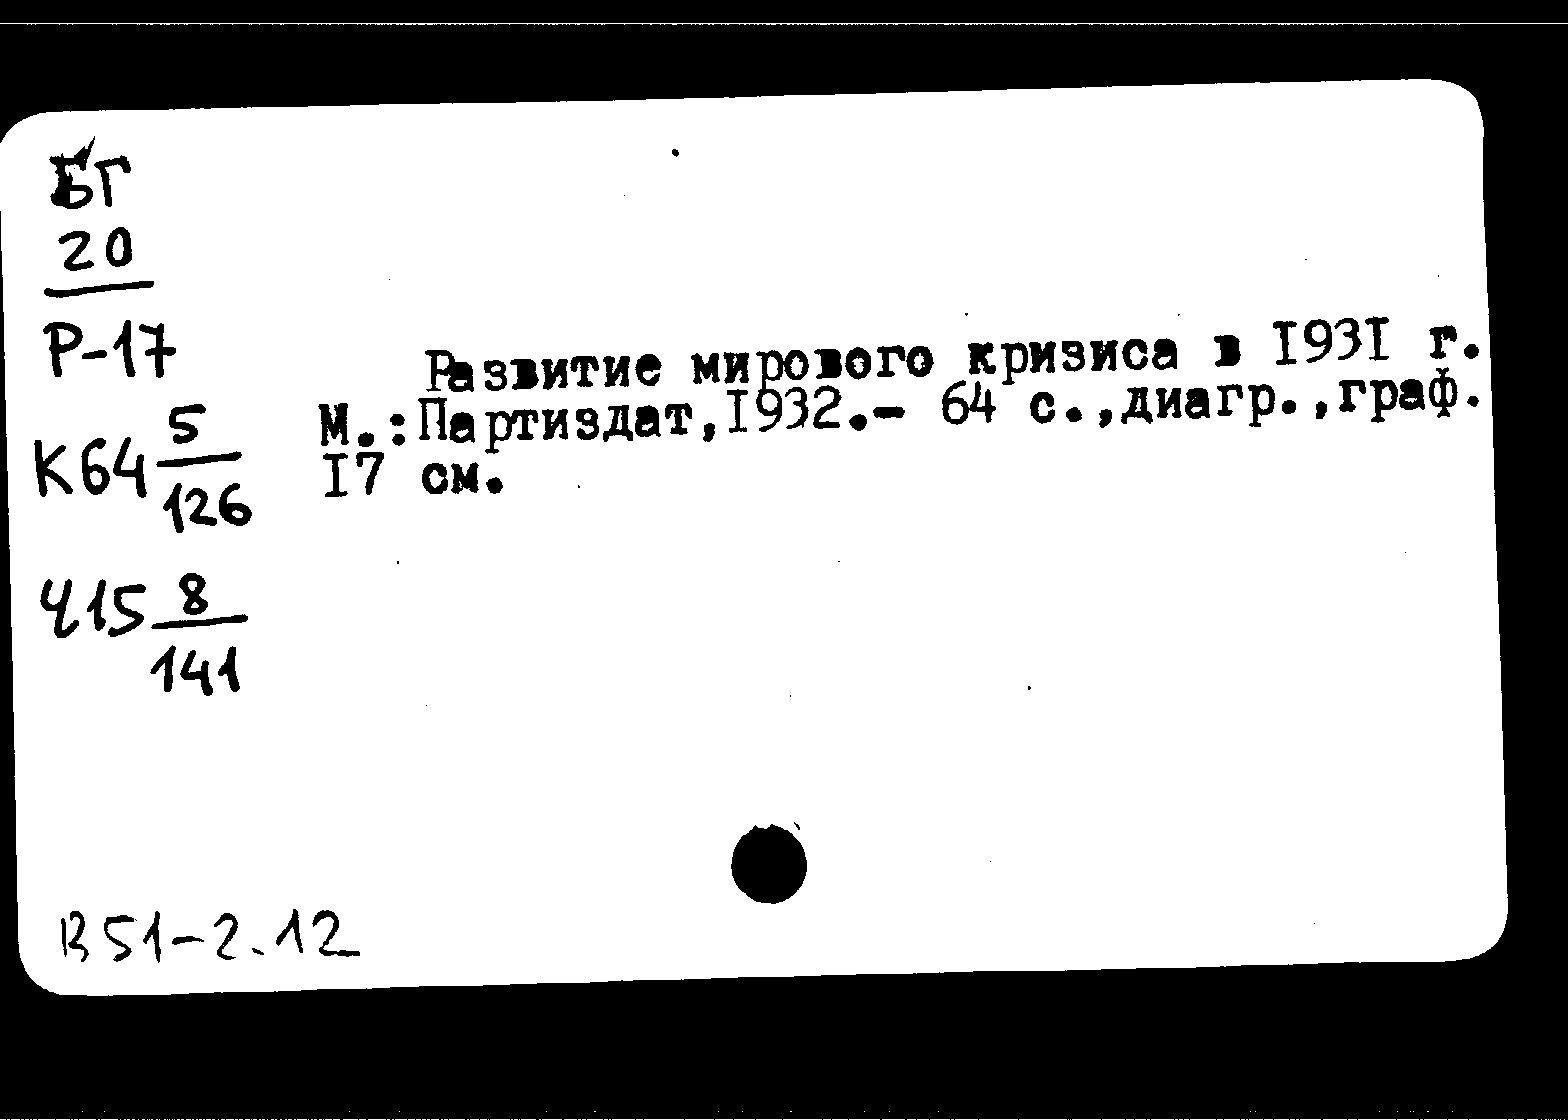 БГ
20
Р-17
К64 5/126
Ч15 8/141
Развитие мирового кризиса в 1931 г.
М.:Партиздат,1932.- 64 с.,диагр.,граф.
17 см.
В51-2.12